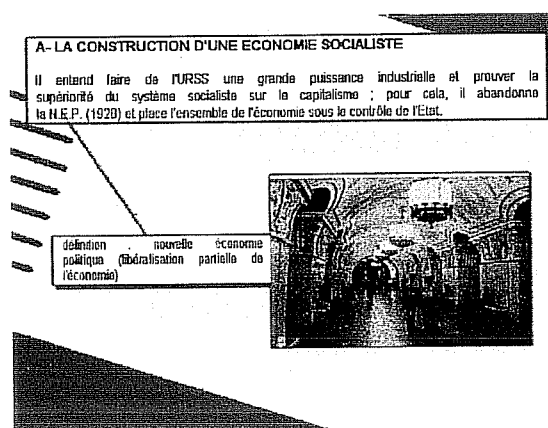 A- LA CONSTRUCTION D'UNE ECONOMIE SOCIALISTE
Il entend faire de l'URSS une grande puissance industrielle et prouver la
supériorité du système socialiste sur le capitalisme ; pour cela, il abandonne
la N.E.P. (1928) et place l'ensemble de l'économie sous le contrôle de l'Etat.
définition : nouvelle économie
politique (libéralisation partielle de
l'économie)